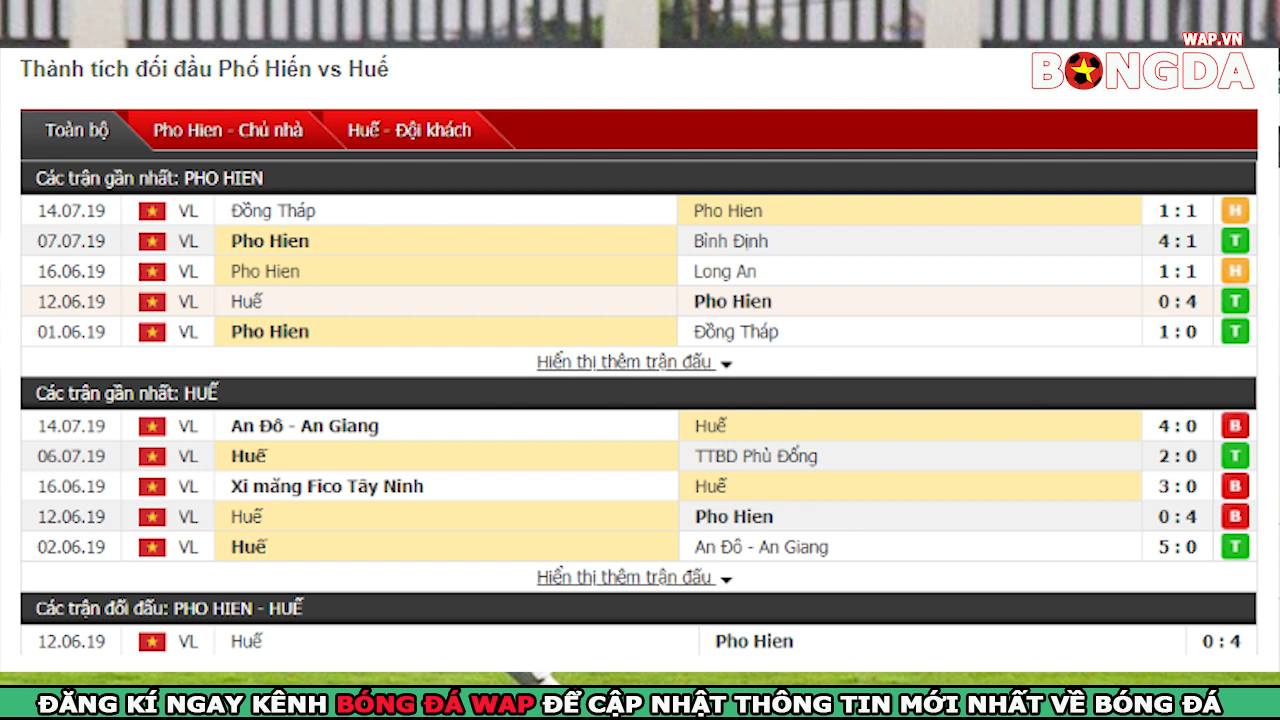 WAP.VN
BONGDA
Thành tích đối đầu Phố Hiến vs Huế
Toàn bộ Pho Hien - Chủ nhà Huế - Đội khách
Các trận gần nhất: PHO HIEN
14.07.19 VL Đồng Tháp Pho Hien 1 : 1 H
07.07.19 VL Pho Hien Bình Định 4 : 1 T
16.06.19 VL Pho Hien Long An 1 : 1 H
12.06.19 VL Huế Pho Hien 0 : 4 T
01.06.19 VL Pho Hien Đồng Tháp 1 : 0 T
Hiển thị thêm trận đấu
Các trận gần nhất: HUẾ
14.07.19 VL An Đô - An Giang Huế 4 : 0 B
06.07.19 VL Huế TTBD Phù Đổng 2 : 0 T
16.06.19 VL Xi măng Fico Tây Ninh Huế 3 : 0 B
12.06.19 VL Huế Pho Hien 0 : 4 B
02.06.19 VL Huế An Đô - An Giang 5 : 0 T
Hiển thị thêm trận đấu
Các trận đối đấu: PHO HIEN - HUẾ
12.06.19 VL Huế Pho Hien 0 : 4
ĐĂNG KÍ NGAY KÊNH BÓNG ĐÁ WAP ĐỂ CẬP NHẬT THÔNG TIN MỚI NHẤT VỀ BÓNG ĐÁ